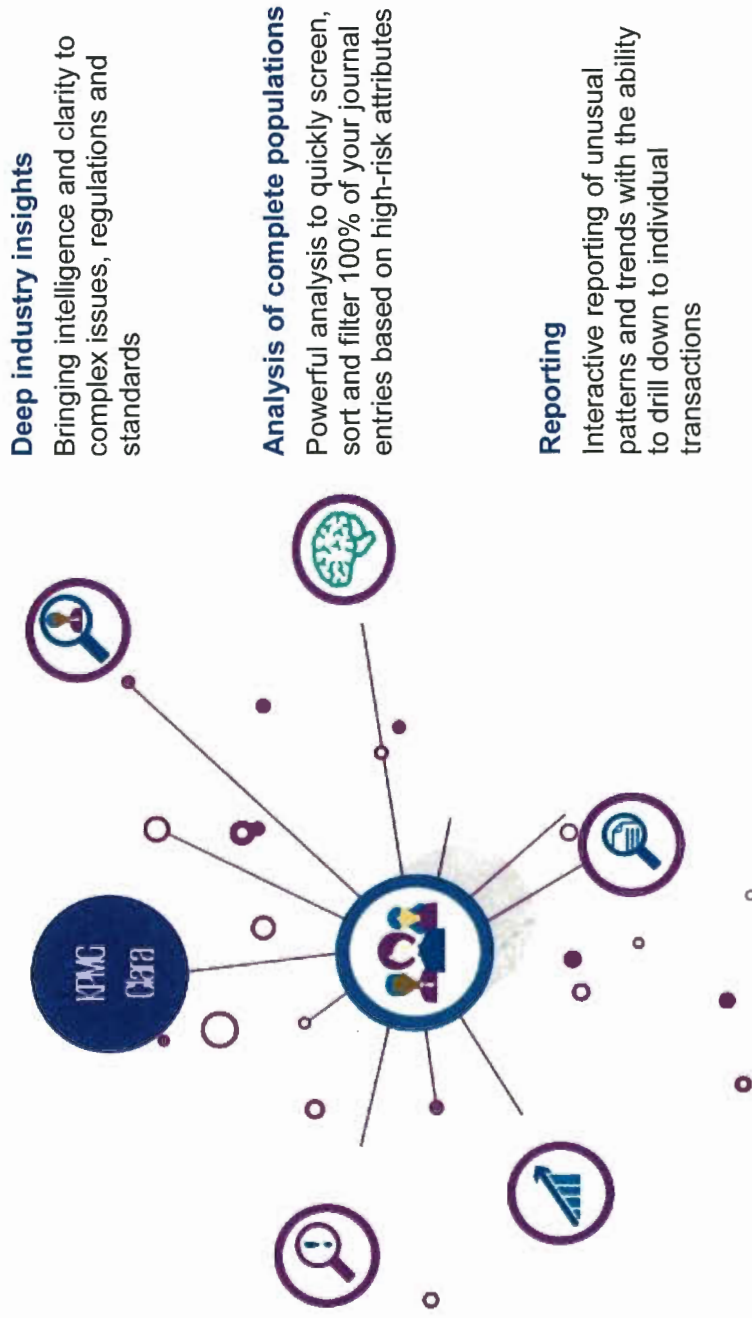 KPMG
Clara
Deep industry insights
Bringing intelligence and clarity to
complex issues, regulations and
standards
Analysis of complete populations
Powerful analysis to quickly screen,
sort and filter 100% of your journal
entries based on high-risk attributes
Reporting
Interactive reporting of unusual
patterns and trends with the ability
to drill down to individual
transactions